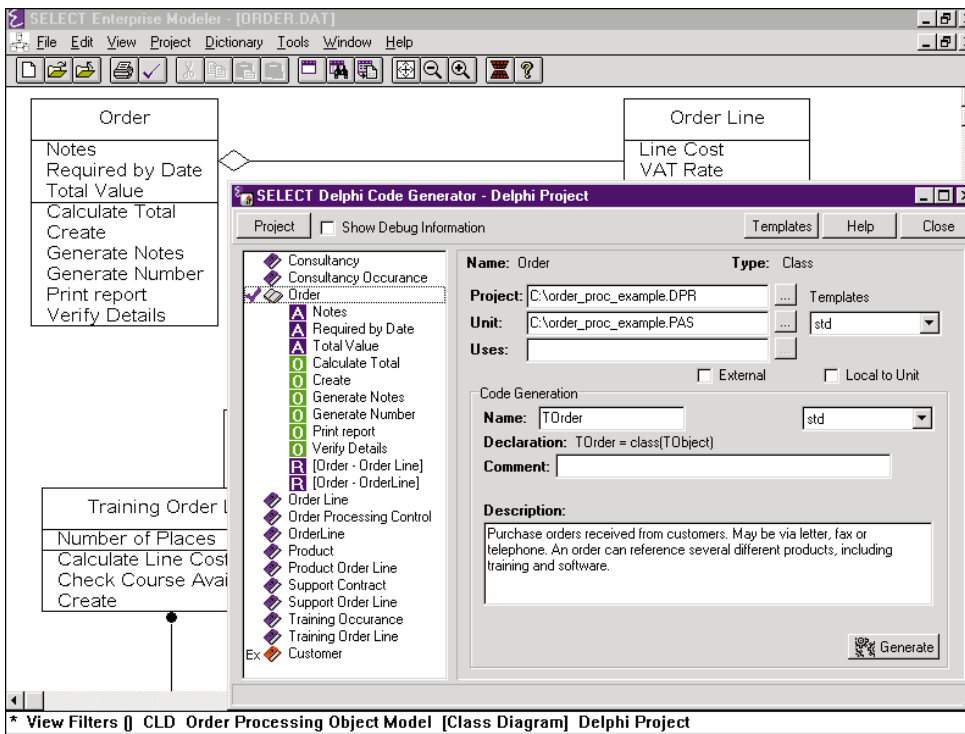 SELECT Enterprise Modeler - [ORDER.DAT]
File Edit View Project Dictionary Tools Window Help
Order
Notes
Required by Date
Total Value
Calculate Total
Create
Generate Notes
Generate Number
Print report
Verify Details
Order Line
Line Cost
VAT Rate
Training Order L
Number of Places
Calculate Line Cost
Check Course Avai
Create
SELECT Delphi Code Generator - Delphi Project
Project Show Debug Information Templates Help Close
Consultancy
Consultancy Occurance
Order
A Notes
A Required by Date
A Total Value
O Calculate Total
O Create
O Generate Notes
O Generate Number
O Print report
O Verify Details
R [Order - Order Line]
R [Order - OrderLine]
Order Line
Order Processing Control
OrderLine
Product
Product Order Line
Support Contract
Support Order Line
Training Occurance
Training Order Line
Ex Customer
Name: Order Type: Class
Project: C:\order_proc_example.DPR ... Templates
Unit: C:\order_proc_example.PAS ... std
Uses: ...
External Local to Unit
Code Generation
Name: TOrder std
Declaration: TOrder = class(TObject)
Comment:
Description:
Purchase orders received from customers. May be via letter, fax or
telephone. An order can reference several different products, including
training and software.
Generate
* View Filters [] CLD Order Processing Object Model [Class Diagram] Delphi Project